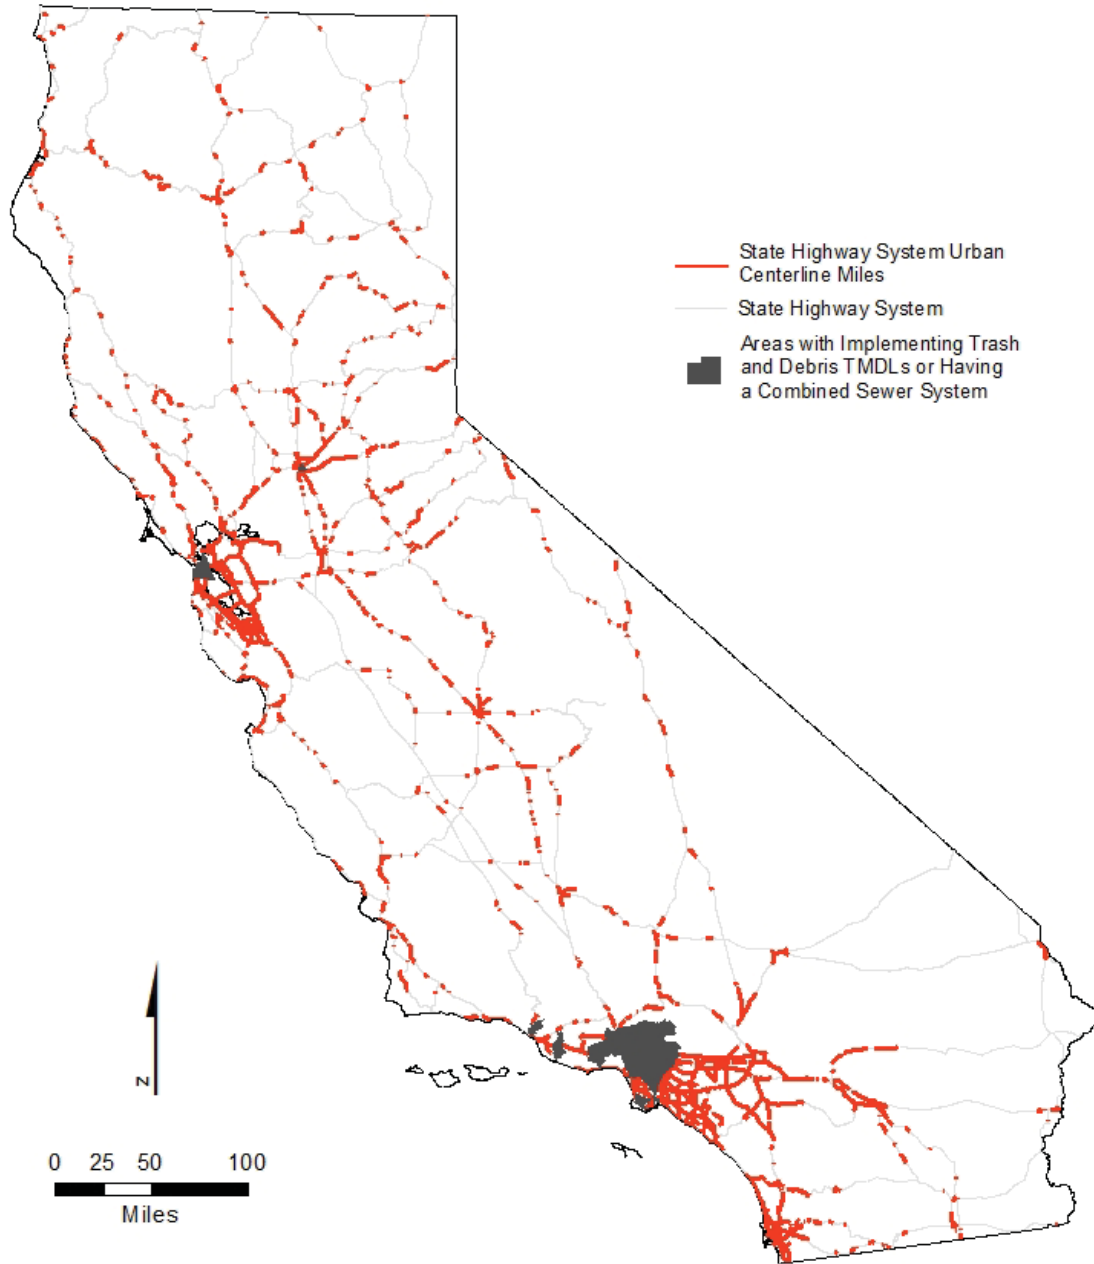 State Highway System Urban
Centerline Miles
State Highway System
Areas with Implementing Trash
and Debris TMDLs or Having
a Combined Sewer System
N
0 25 50 100
Miles